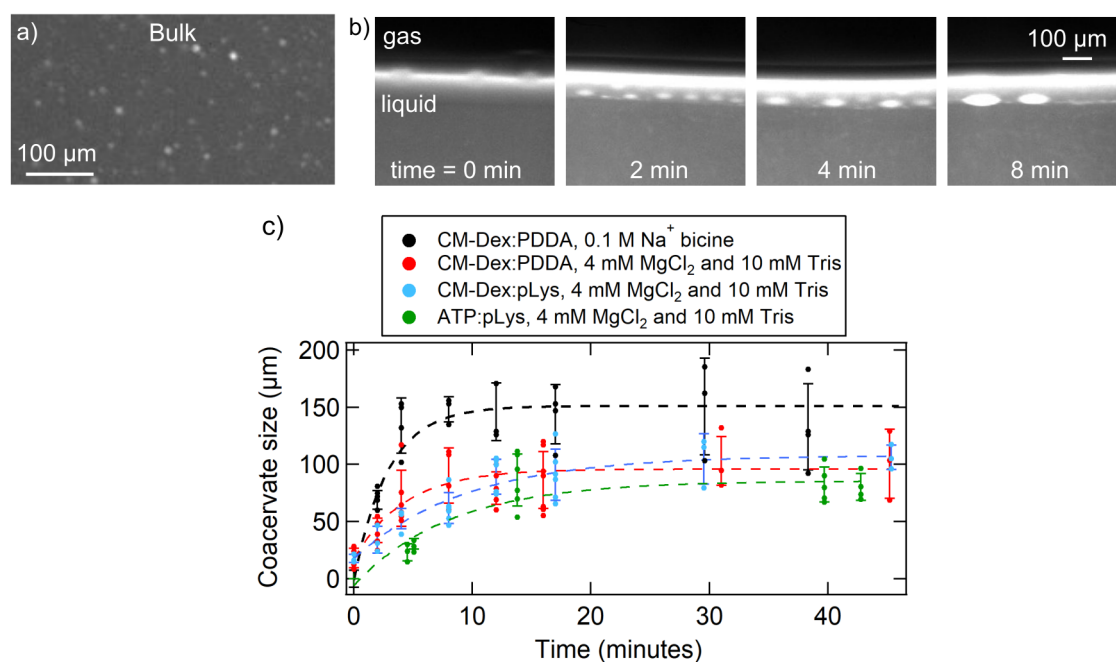 a)
Bulk
100 μm
b)
gas
liquid
time = 0 min
2 min
4 min
100 μm
8 min
c)
CM-Dex:PDDA, 0.1 M Na⁺ bicine
CM-Dex:PDDA, 4 mM MgCl₂ and 10 mM Tris
CM-Dex:pLys, 4 mM MgCl₂ and 10 mM Tris
ATP:pLys, 4 mM MgCl₂ and 10 mM Tris
Coacervate size (μm)
200
150
100
50
0
0
10
20
30
40
Time (minutes)